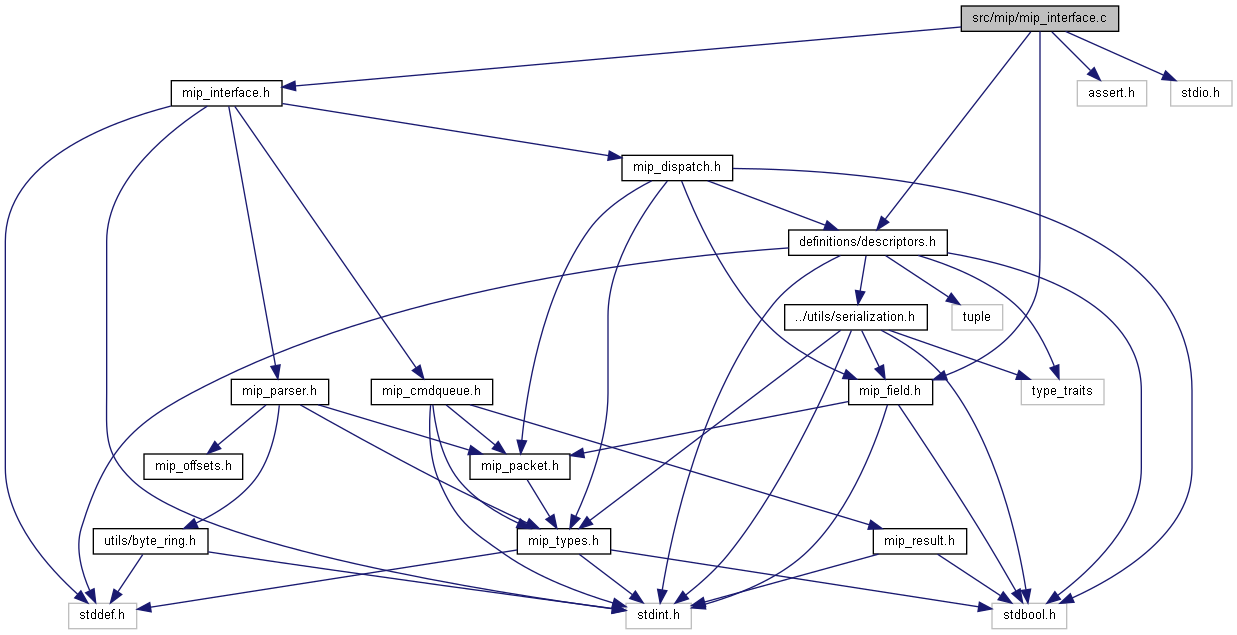 src/mip/mip_interface.c
mip_interface.h
assert.h
stdio.h
mip_dispatch.h
definitions/descriptors.h
../utils/serialization.h
tuple
mip_parser.h
mip_cmdqueue.h
mip_field.h
type_traits
mip_offsets.h
mip_packet.h
utils/byte_ring.h
mip_types.h
mip_result.h
stddef.h
stdint.h
stdbool.h